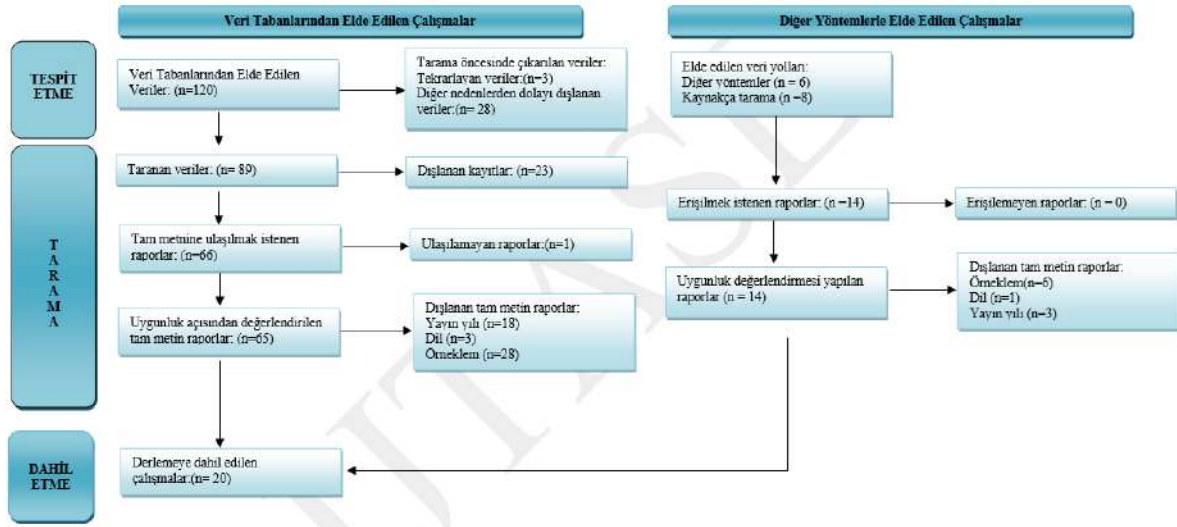 Veri Tabanlarından Elde Edilen Çalışmalar
Diğer Yöntemlerle Elde Edilen Çalışmalar
TESPİT
ETME
Veri Tabanlarından Elde Edilen
Veriler: (n=120)
Tarama öncesinde çıkarılan veriler:
Tekrarlayan veriler:(n=3)
Diğer nedenlerden dolayı dışlanan
veriler:(n= 28)
Elde edilen veri yolları:
Diğer yöntemler (n = 6)
Kaynakça tarama (n =8)
TARAMA
Taranan veriler: (n= 89)
Dışlanan kayıtlar: (n=23)
Erişilmek istenen raporlar: (n =14)
Erişilemeyen raporlar: (n = 0)
Tam metnine ulaşılmak istenen
raporlar: (n=66)
Ulaşılamayan raporlar:(n=1)
Uygunluk değerlendirmesi yapılan
raporlar (n = 14)
Dışlanan tam metin raporlar:
Örneklem(n=6)
Dil (n=1)
Yayın yılı (n=3)
Uygunluk açısından değerlendirilen
tam metin raporlar: (n=65)
Dışlanan tam metin raporlar:
Yayın yılı (n=18)
Dil (n=3)
Örneklem (n=28)
DAHİL
ETME
Derlemeye dahil edilen
çalışmalar:(n= 20)